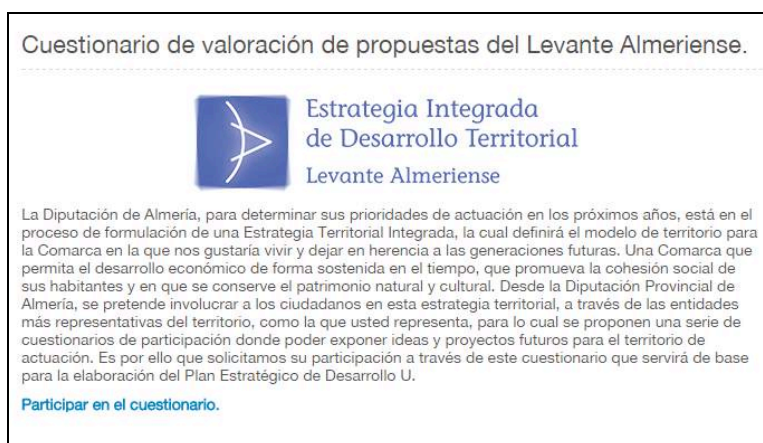 Cuestionario de valoración de propuestas del Levante Almeriense.
Estrategia Integrada
de Desarrollo Territorial
Levante Almeriense
La Diputación de Almería, para determinar sus prioridades de actuación en los próximos años, está en el
proceso de formulación de una Estrategia Territorial Integrada, la cual definirá el modelo de territorio para
la Comarca en la que nos gustaría vivir y dejar en herencia a las generaciones futuras. Una Comarca que
permita el desarrollo económico de forma sostenida en el tiempo, que promueva la cohesión social de
sus habitantes y en que se conserve el patrimonio natural y cultural. Desde la Diputación Provincial de
Almería, se pretende involucrar a los ciudadanos en esta estrategia territorial, a través de las entidades
más representativas del territorio, como la que usted representa, para lo cual se proponen una serie de
cuestionarios de participación donde poder exponer ideas y proyectos futuros para el territorio de
actuación. Es por ello que solicitamos su participación a través de este cuestionario que servirá de base
para la elaboración del Plan Estratégico de Desarrollo U.
Participar en el cuestionario.